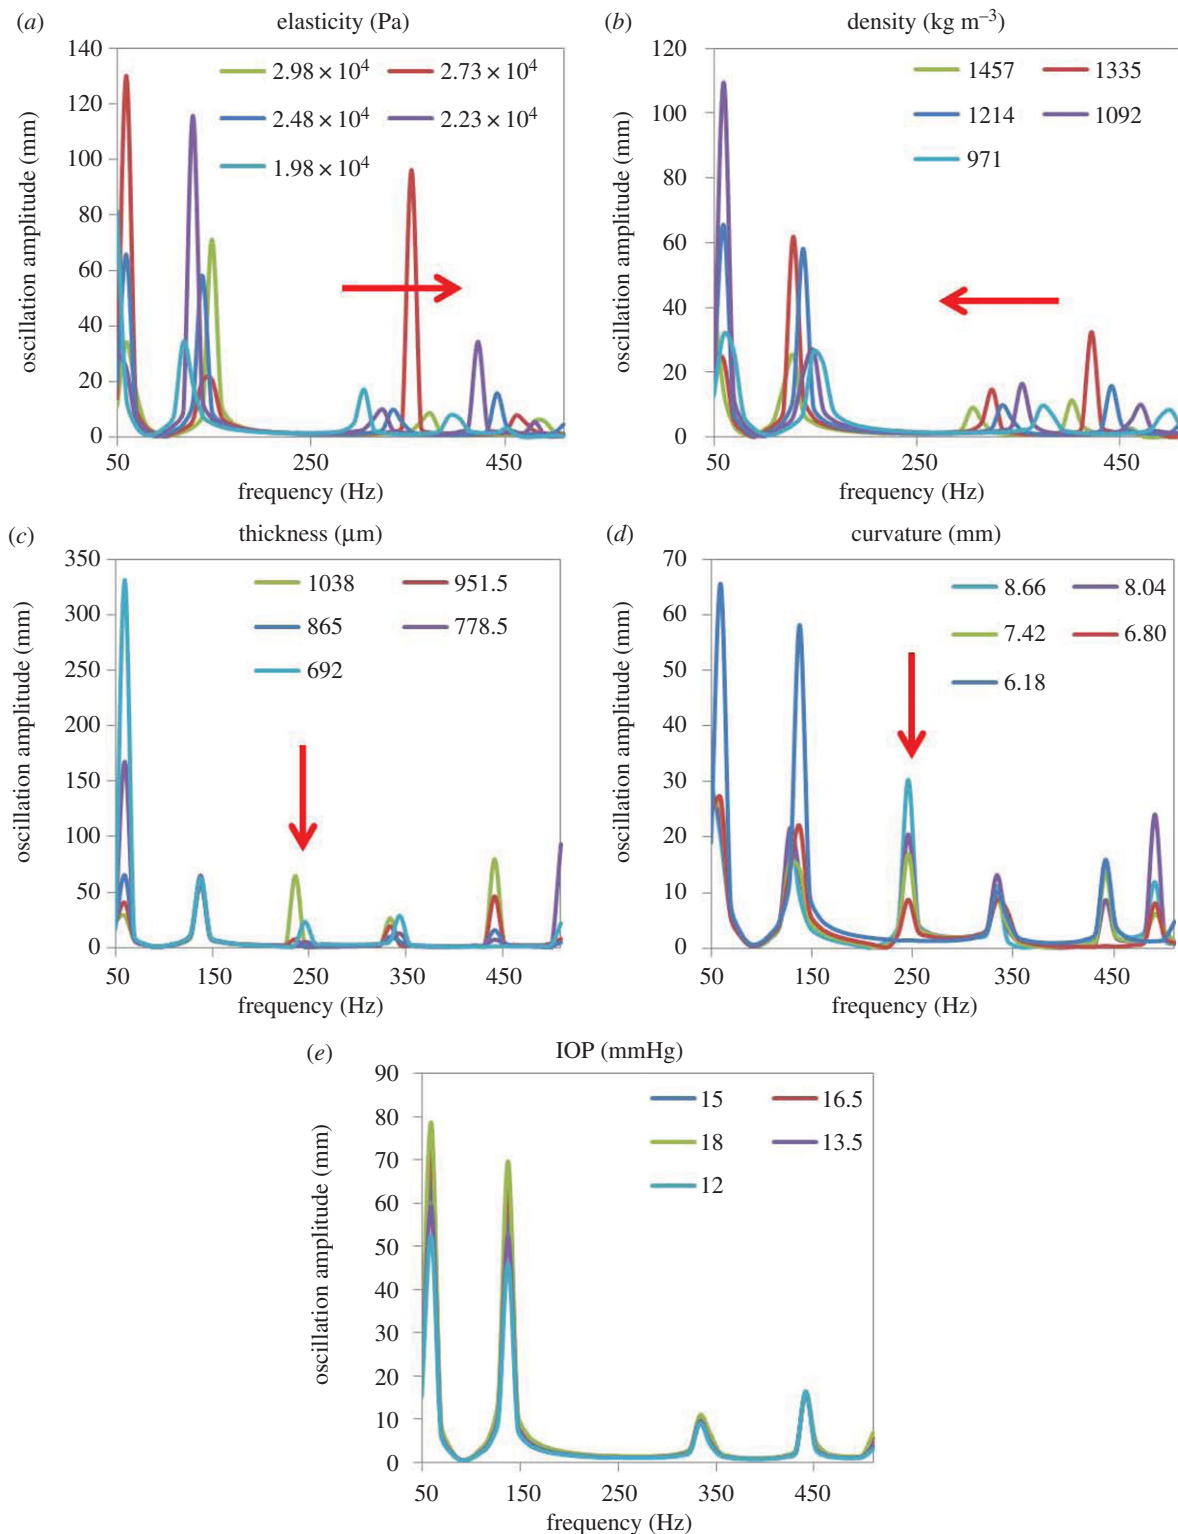 (a) elasticity (Pa)
140
120
100
80
60
40
20
0
oscillation amplitude (mm)
2.98 × 10⁴ 2.73 × 10⁴
2.48 × 10⁴ 2.23 × 10⁴
1.98 × 10⁴
50 250 450
frequency (Hz)
(b) density (kg m⁻³)
120
100
80
60
40
20
0
oscillation amplitude (mm)
1457 1335
1214 1092
971
50 250 450
frequency (Hz)
(c) thickness (µm)
350
300
250
200
150
100
50
0
oscillation amplitude (mm)
1038 951.5
865 778.5
692
50 150 250 350 450
frequency (Hz)
(d) curvature (mm)
70
60
50
40
30
20
10
0
oscillation amplitude (mm)
8.66 8.04
7.42 6.80
6.18
50 150 250 350 450
frequency (Hz)
(e) IOP (mmHg)
90
80
70
60
50
40
30
20
10
0
oscillation amplitude (mm)
15 16.5
18 13.5
12
50 150 250 350 450
frequency (Hz)